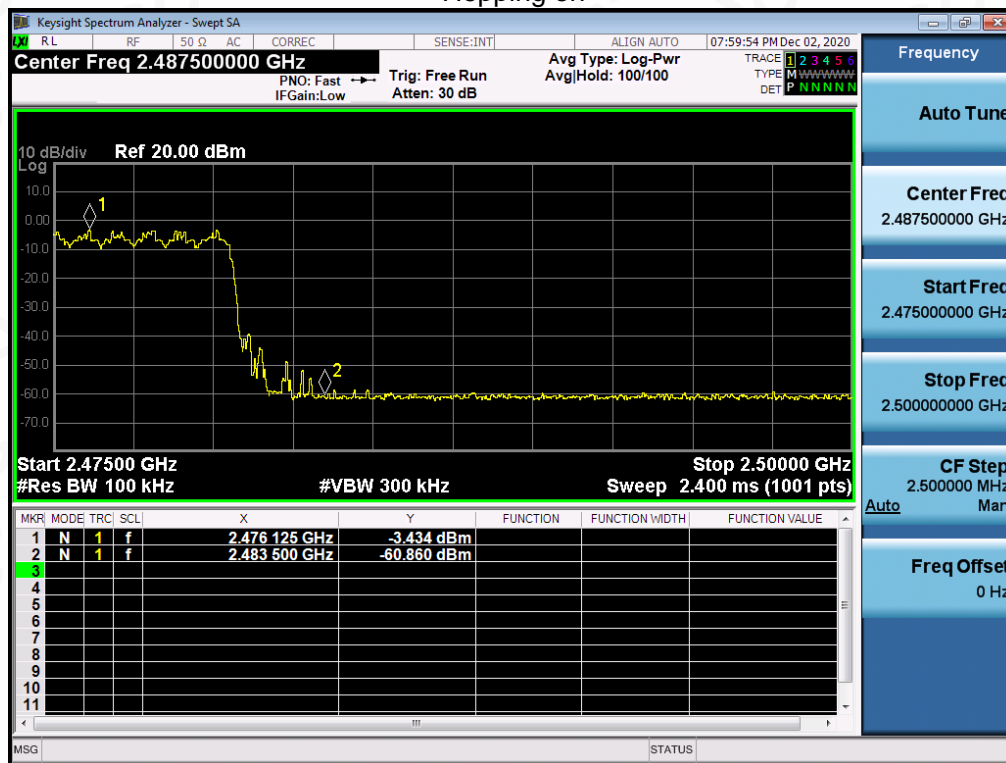 Hopping on
Keysight Spectrum Analyzer - Swept SA
LXI RL RF 50 Ω AC CORREC SENSE:INT ALIGN AUTO 07:59:54 PM Dec 02, 2020
Center Freq 2.487500000 GHz
PNO: Fast
IFGain:Low
Trig: Free Run
Atten: 30 dB
Avg Type: Log-Pwr
Avg|Hold: 100/100
TRACE 1 2 3 4 5 6
TYPE M WWWWW
DET P N N N N N
10 dB/div Ref 20.00 dBm
Log
10.0
0.00
-10.0
-20.0
-30.0
-40.0
-50.0
-60.0
-70.0
1
2
Start 2.47500 GHz Stop 2.50000 GHz
#Res BW 100 kHz #VBW 300 kHz Sweep 2.400 ms (1001 pts)
MKR MODE TRC SCL X Y FUNCTION FUNCTION WIDTH FUNCTION VALUE
1 N 1 f 2.476 125 GHz -3.434 dBm
2 N 1 f 2.483 500 GHz -60.860 dBm
3
4
5
6
7
8
9
10
11
MSG STATUS
Frequency
Auto Tune
Center Freq
2.487500000 GHz
Start Freq
2.475000000 GHz
Stop Freq
2.500000000 GHz
CF Step
2.500000 MHz
Auto Man
Freq Offset
0 Hz